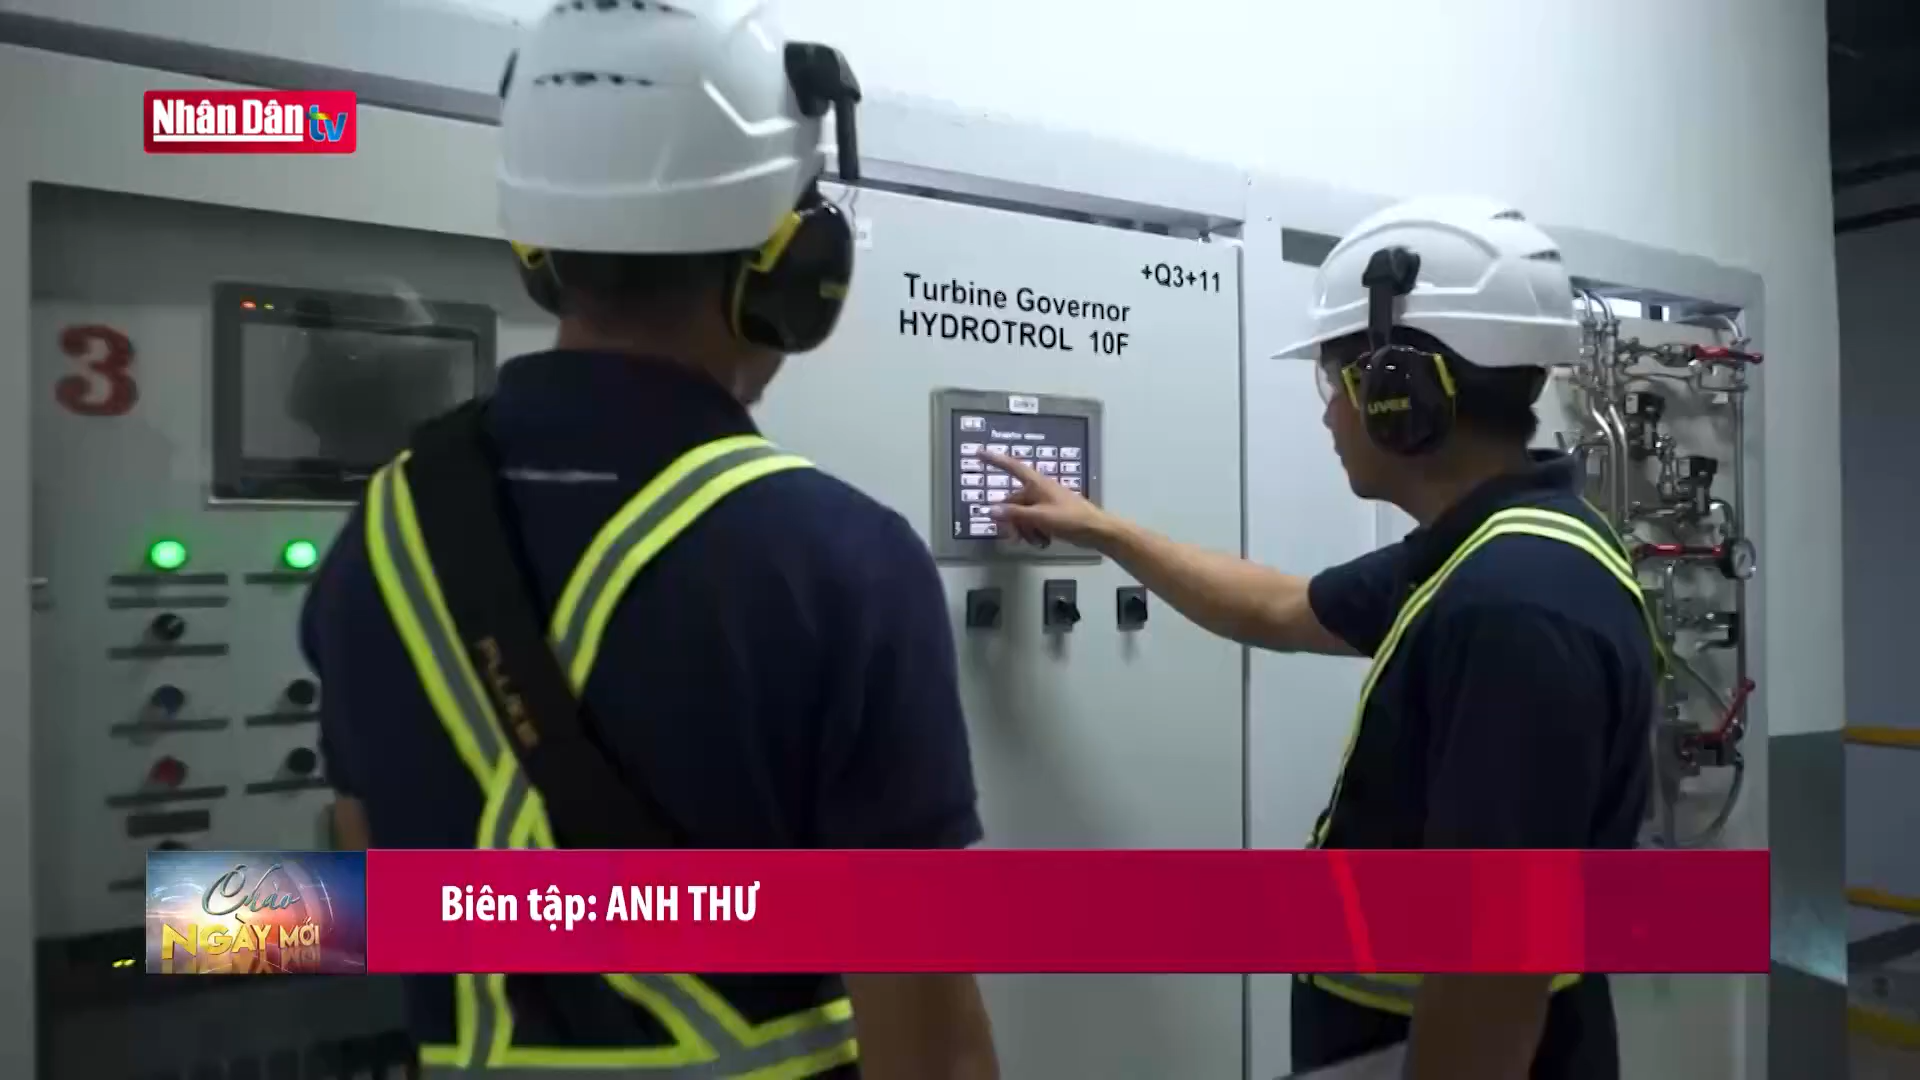 Nhân Dân tv
+Q3+11
Turbine Governor
HYDROTROL 10F
3
uvex
FLUKE
Chào
NGÀY MỚI
Biên tập: ANH THƯ